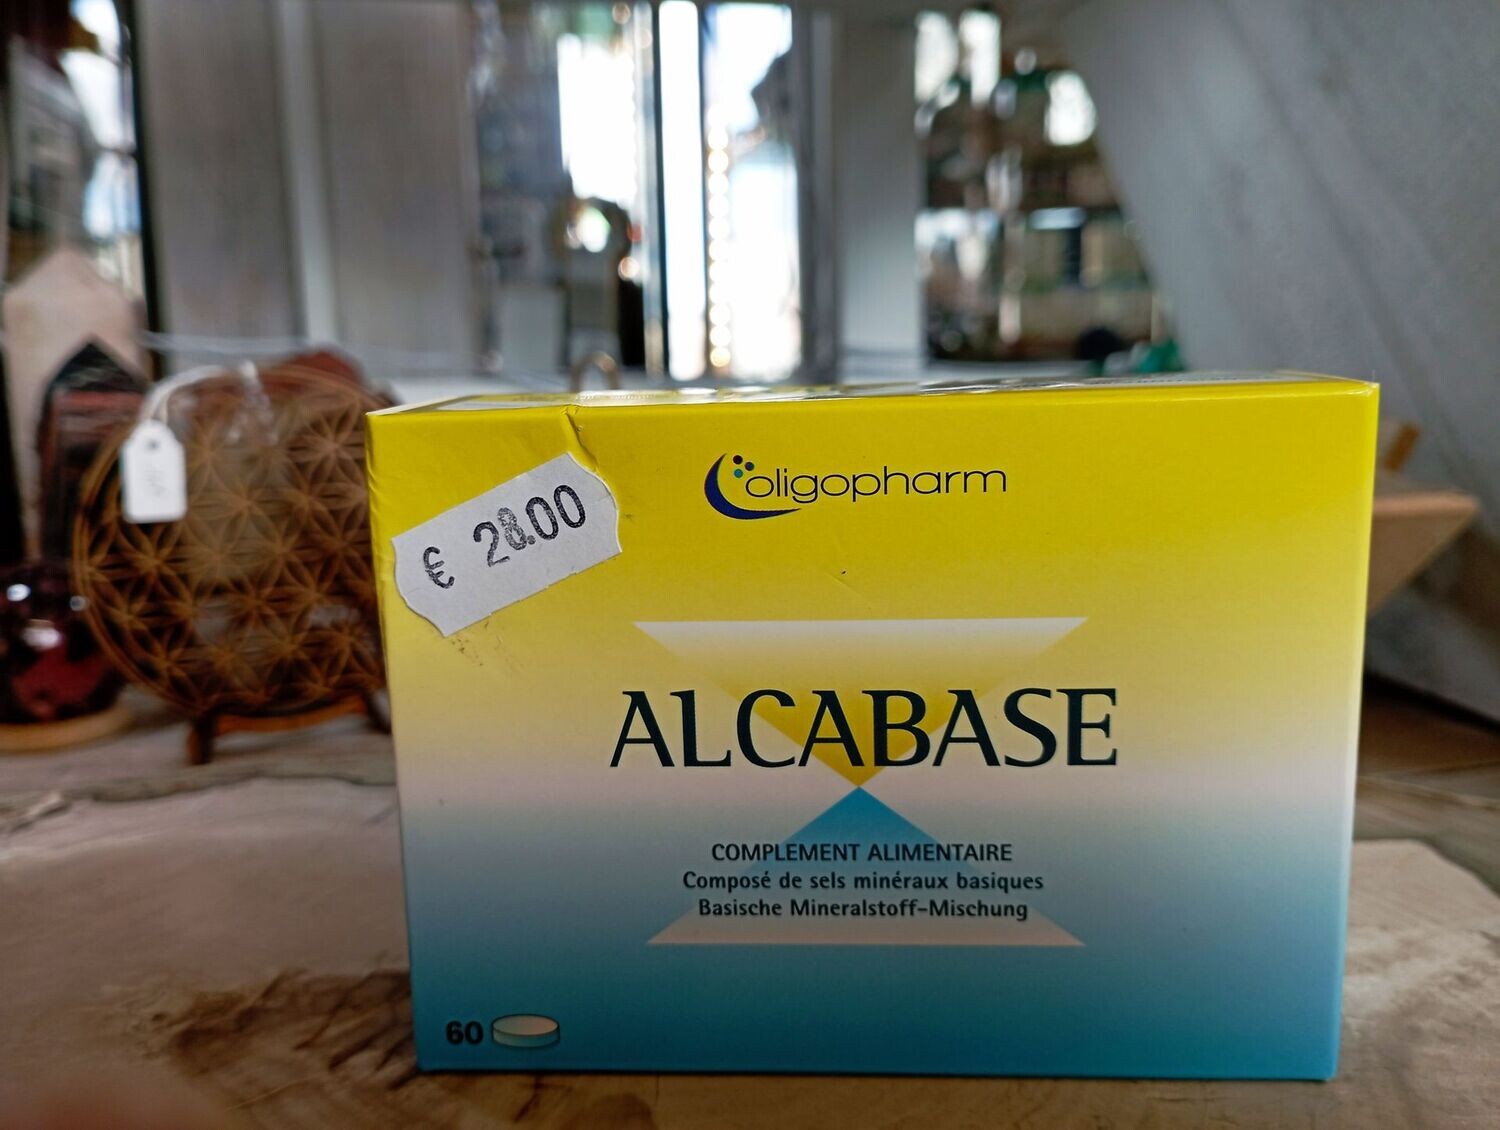 oligopharm
€ 28.00
ALCABASE
COMPLEMENT ALIMENTAIRE
Composé de sels minéraux basiques
Basische Mineralstoff-Mischung
60